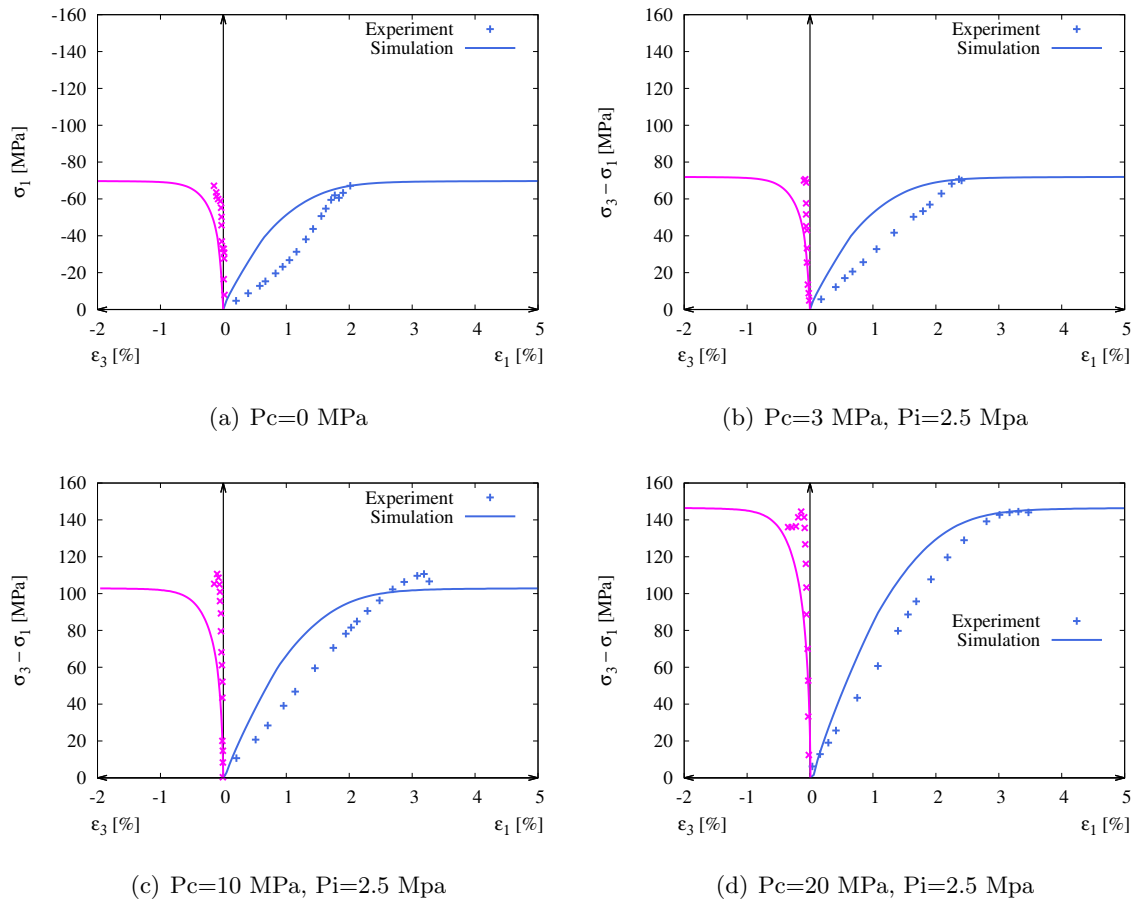 -160
-140
-120
-100
-80
-60
-40
-20
0
σ1 [MPa]
Experiment
Simulation
-2 -1 0 1 2 3 4 5
ε3 [%] ε1 [%]
(a) Pc=0 MPa
160
140
120
100
80
60
40
20
0
σ3 − σ1 [MPa]
Experiment
Simulation
-2 -1 0 1 2 3 4 5
ε3 [%] ε1 [%]
(b) Pc=3 MPa, Pi=2.5 Mpa
160
140
120
100
80
60
40
20
0
σ3 − σ1 [MPa]
Experiment
Simulation
-2 -1 0 1 2 3 4 5
ε3 [%] ε1 [%]
(c) Pc=10 MPa, Pi=2.5 Mpa
160
140
120
100
80
60
40
20
0
σ3 − σ1 [MPa]
Experiment
Simulation
-2 -1 0 1 2 3 4 5
ε3 [%] ε1 [%]
(d) Pc=20 MPa, Pi=2.5 Mpa